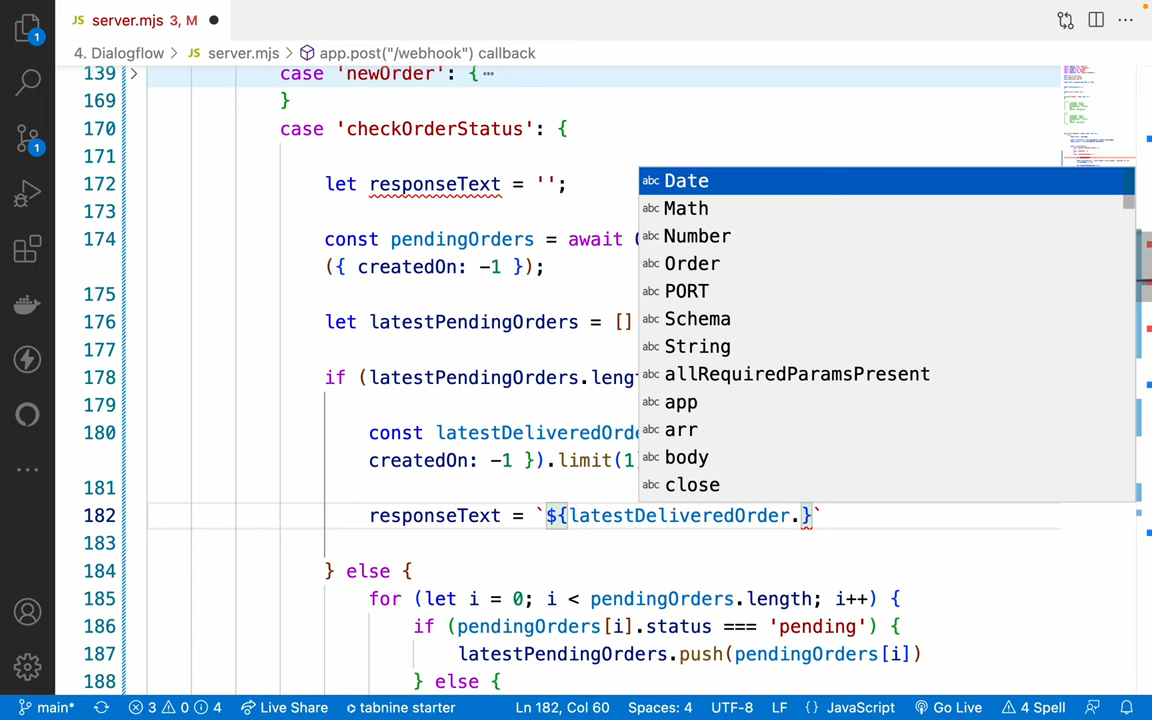 JS server.mjs 3, M
4. Dialogflow > JS server.mjs > app.post("/webhook") callback
139 > case 'newOrder': { ⋯
169 }
170 case 'checkOrderStatus': {
171
172 let responseText = '';
173
174 const pendingOrders = await
({ createdOn: -1 });
175
176 let latestPendingOrders = []
177
178 if (latestPendingOrders.leng
179
180 const latestDeliveredOrde
createdOn: -1 }).limit(1
181
182 responseText = `${latestDeliveredOrder.}`
183
184 } else {
185 for (let i = 0; i < pendingOrders.length; i++) {
186 if (pendingOrders[i].status === 'pending') {
187 latestPendingOrders.push(pendingOrders[i])
188 } else {
abc Date
abc Math
abc Number
abc Order
abc PORT
abc Schema
abc String
abc allRequiredParamsPresent
abc app
abc arr
abc body
abc close
1
1
main* 3 0 4 Live Share tabnine starter Ln 182, Col 60 Spaces: 4 UTF-8 LF {} JavaScript Go Live 4 Spell